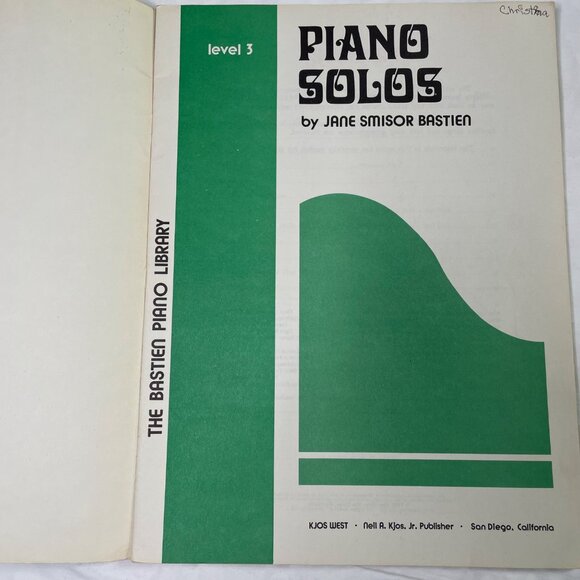 Christina
level 3
PIANO
SOLOS
by JANE SMISOR BASTIEN
THE BASTIEN PIANO LIBRARY
KJOS WEST · Neil A. Kjos, Jr. Publisher · San Diego, California